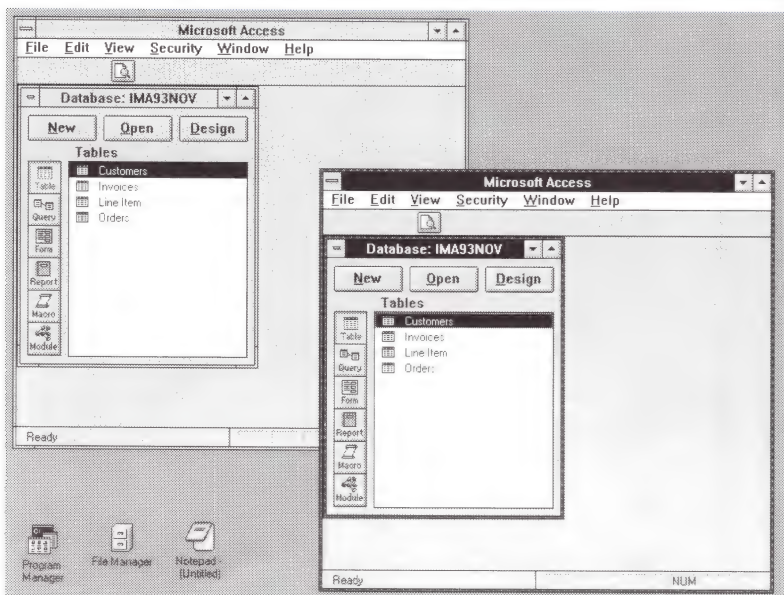 Microsoft Access
File Edit View Security Window Help
Database: IMA93NOV
New Open Design
Tables
Table
Query
Form
Report
Macro
Module
Customers
Invoices
Line Item
Orders
Ready
Microsoft Access
File Edit View Security Window Help
Database: IMA93NOV
New Open Design
Tables
Table
Query
Form
Report
Macro
Module
Customers
Invoices
Line Item
Orders
Ready NUM
Program
Manager
File Manager
Notepad -
(Untitled)